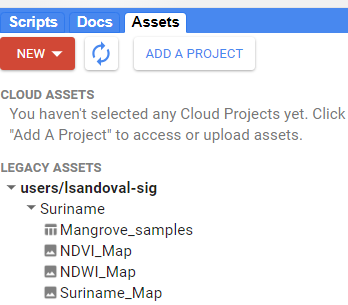 Scripts Docs Assets
NEW ADD A PROJECT
CLOUD ASSETS
You haven't selected any Cloud Projects yet. Click
"Add A Project" to access or upload assets.
LEGACY ASSETS
users/lsandoval-sig
Suriname
Mangrove_samples
NDVI_Map
NDWI_Map
Suriname_Map